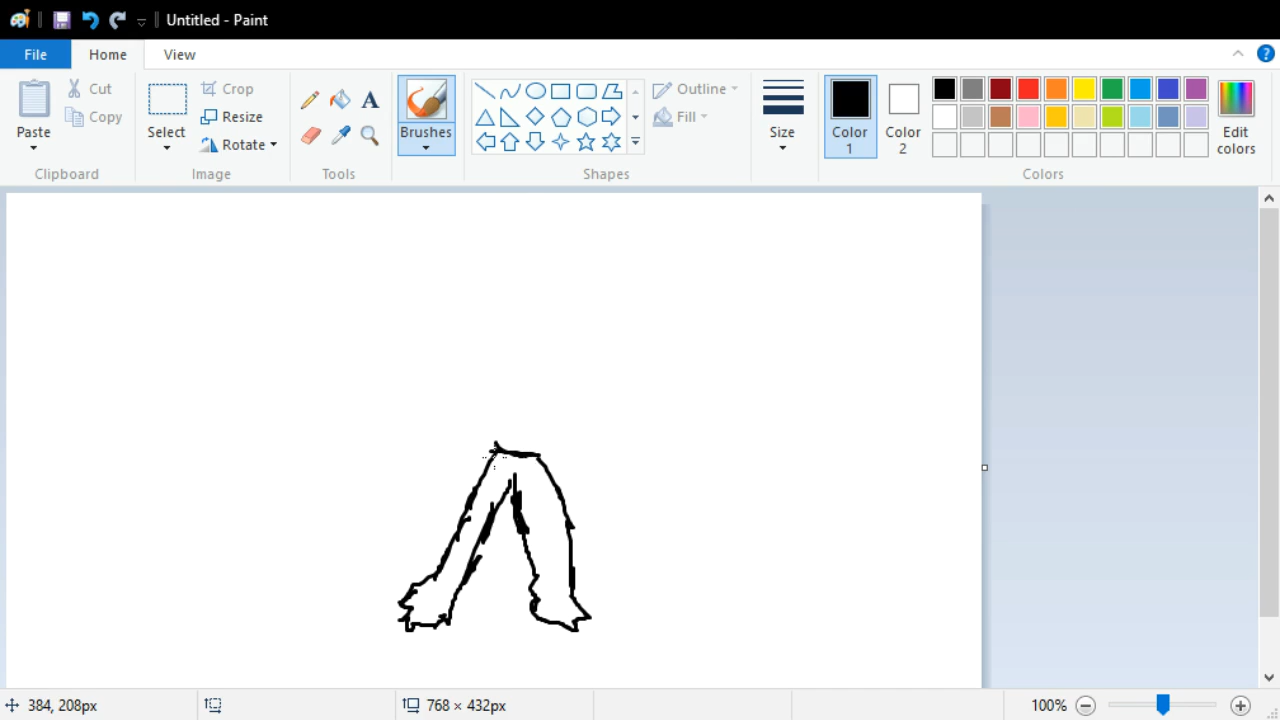 Untitled - Paint
File
Home
View
Paste
Cut
Copy
Clipboard
Select
Crop
Resize
Rotate
Image
A
Tools
Brushes
Outline
Fill
Shapes
Size
Color
1
Color
2
Edit
colors
Colors
384, 208px
768 × 432px
100%